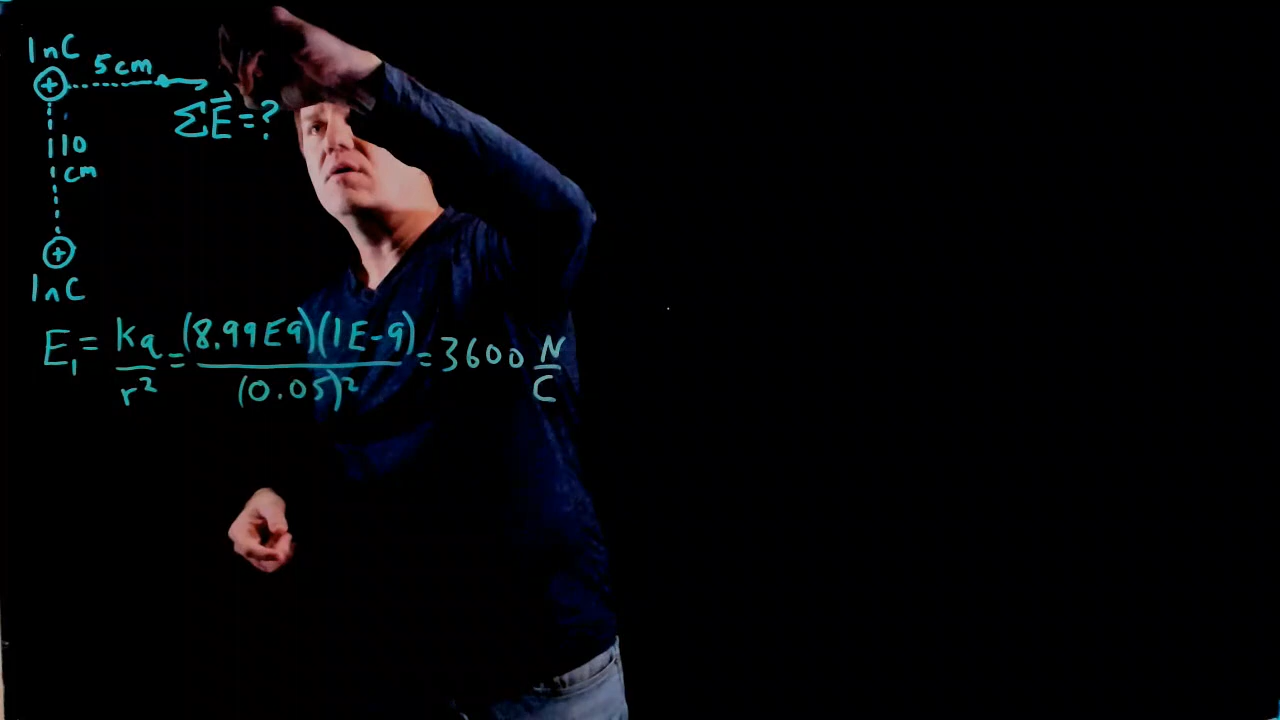 1nC
+
5cm
ΣE⃗=?
10
cm
+
1nC
E₁ = kq/r² = (8.99E9)(1E-9)/(0.05)² = 3600 N/C